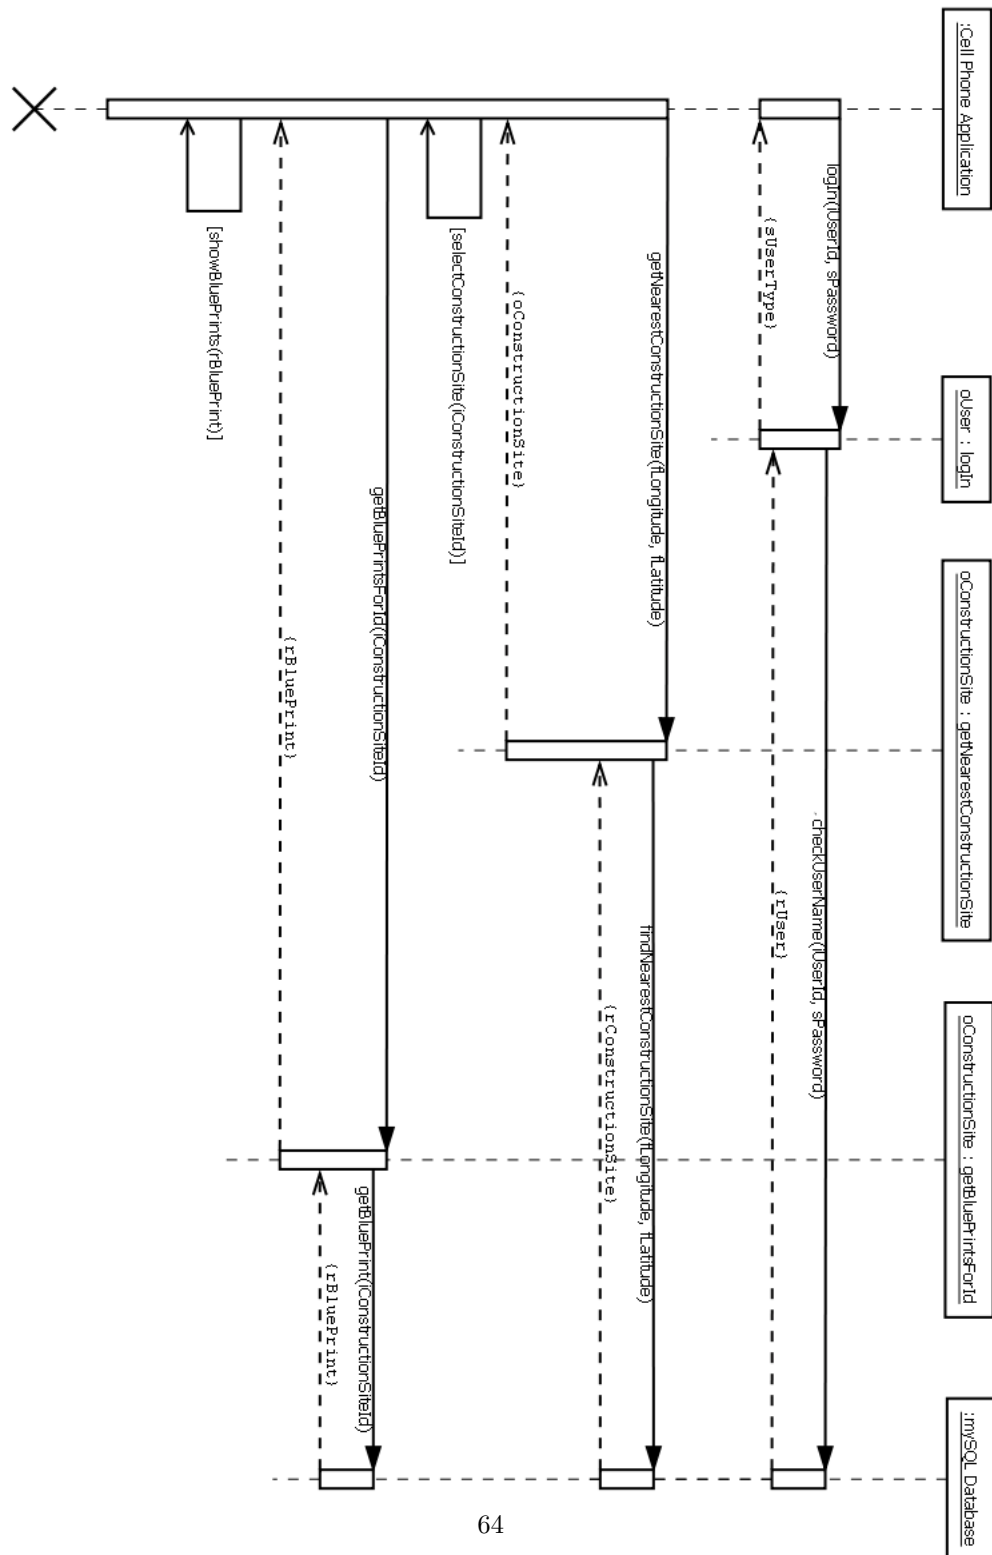 :Cell Phone Application
oUser : logIn
oConstructionSite : getNearestConstructionSite
oConstructionSite : getBluePrintsForId
:mySQL Database
logIn(iUserId, sPassword)
checkUserName(iUserId, sPassword)
{rUser}
{sUserType}
getNearestConstructionSite(fLongitude, fLatitude)
findNearestConstructionSite(fLongitude, fLatitude)
{rConstructionSite}
{oConstructionSite}
[selectConstructionSite(iConstructionSiteId)]
getBluePrintsForId(iConstructionSiteId)
getBluePrint(iConstructionSiteId)
{rBluePrint}
{rBluePrint}
[showBluePrints(rBluePrint)]
64